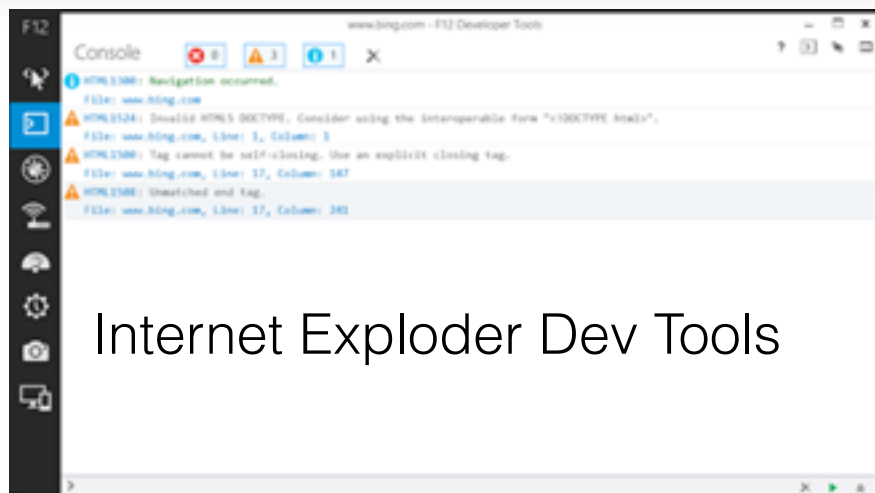 F12
www.bing.com - F12 Developer Tools
Console
0
3
1
?
HTML1300: Navigation occurred.
File: www.bing.com
HTML1524: Invalid HTML5 DOCTYPE. Consider using the interoperable form "<!DOCTYPE html>".
File: www.bing.com, Line: 1, Column: 1
HTML1500: Tag cannot be self-closing. Use an explicit closing tag.
File: www.bing.com, Line: 17, Column: 147
HTML1508: Unmatched end tag.
File: www.bing.com, Line: 17, Column: 241
Internet Exploder Dev Tools